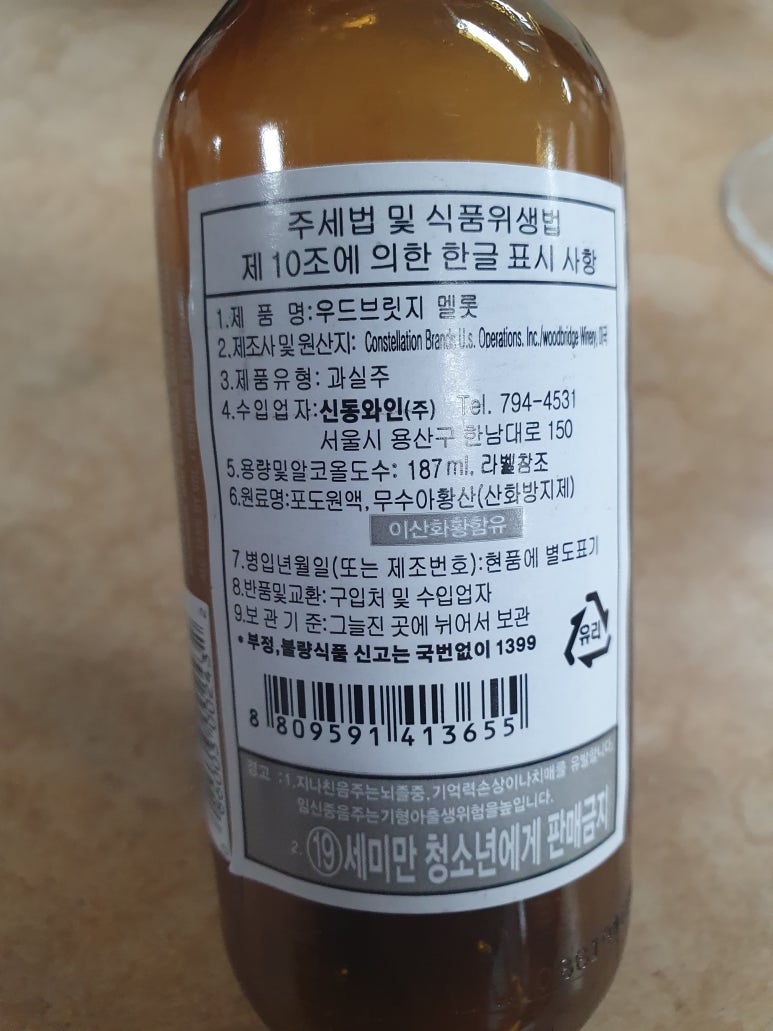 주세법 및 식품위생법
제 10조에 의한 한글 표시 사황
1.제 품 명:우드브릿지 멜롯
2.제조사및원산지: Constellation Brands U.s. Operations. Inc./woodbridge Winery, 미국
3.제품유형: 과실주
4.수입업자:신동와인(주) Tel. 794-4531
서울시 용산구 한남대로 150
5.용량및알코올도수: 187ml, 라벨참조
6.원료명:포도원액,무수아황산(산화방지제)
이산화황함유
7.병입년월일(또는 제조번호):현품에 별도표기
8.반품및교환:구입처 및 수입업자
9.보관기준:그늘진 곳에 뉘어서 보관
• 부정,불량식품 신고는 국번없이 1399
유리
8 809591 413655
경고 :1.지나친음주는뇌졸중,기억력손상이나치매를 유발합니다.
임신중음주는기형아출생위험을높입니다.
2. 19세미만 청소년에게 판매금지